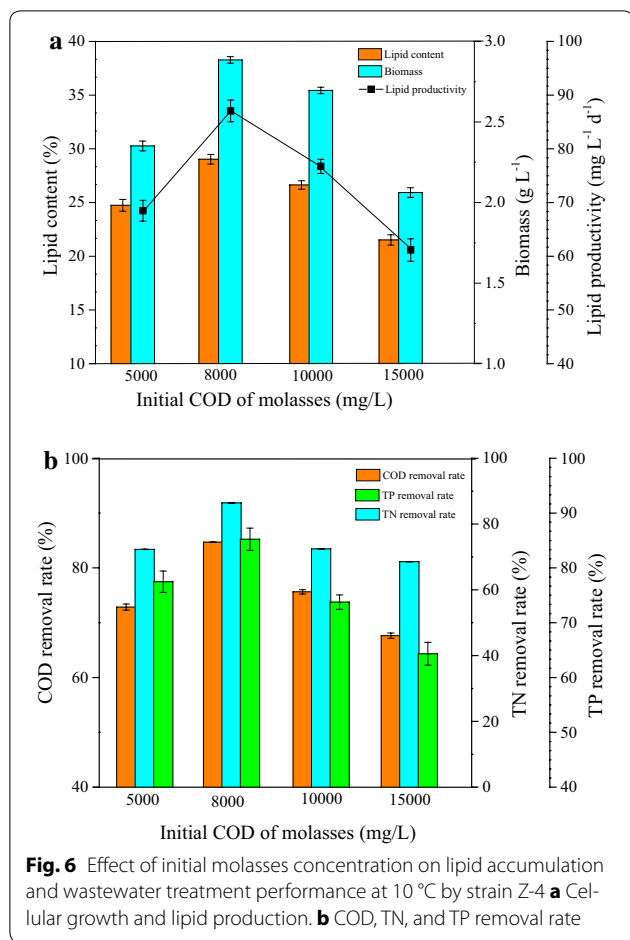 a
Lipid content
Biomass
Lipid productivity
Lipid content (%)
40
35
30
25
20
15
10
3.0
2.5
2.0
1.5
1.0
Biomass (g L⁻¹)
100
90
80
70
60
50
40
Lipid productivity (mg L⁻¹ d⁻¹)
5000 8000 10000 15000
Initial COD of molasses (mg/L)
b
COD removal rate
TP removal rate
TN removal rate
COD removal rate (%)
100
80
60
40
100
80
60
40
20
0
TN removal rate (%)
100
90
80
70
60
50
40
TP removal rate (%)
5000 8000 10000 15000
Initial COD of molasses (mg/L)
Fig. 6 Effect of initial molasses concentration on lipid accumulation
and wastewater treatment performance at 10 °C by strain Z-4 a Cel-
lular growth and lipid production. b COD, TN, and TP removal rate